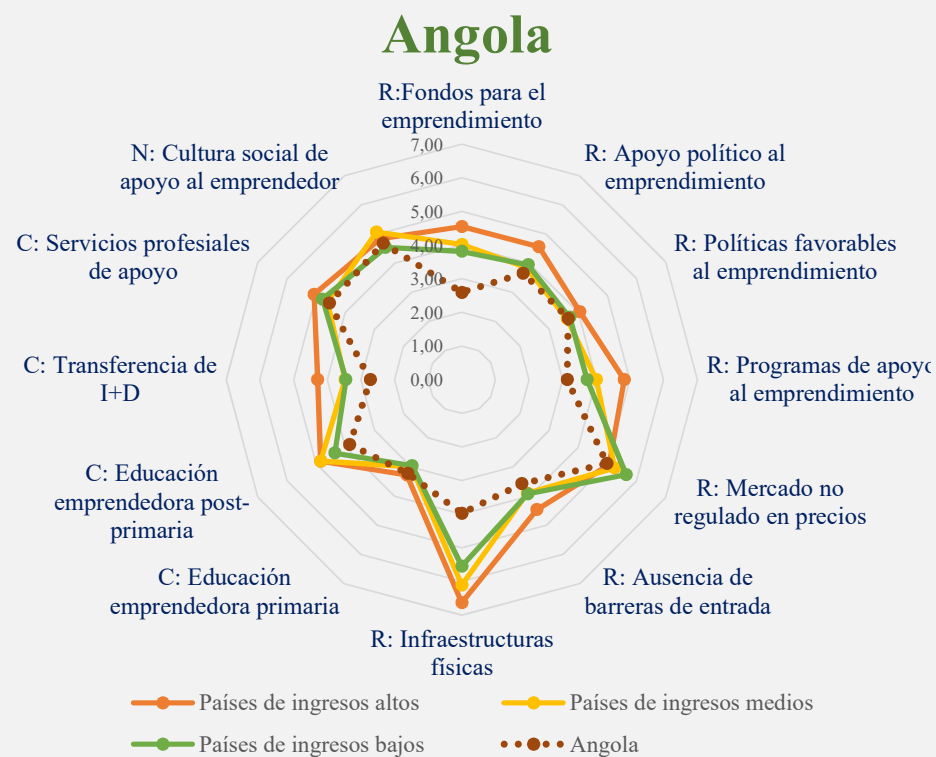 Angola
R:Fondos para el
emprendimiento
R: Apoyo político al
emprendimiento
R: Políticas favorables
al emprendimiento
R: Programas de apoyo
al emprendimiento
R: Mercado no
regulado en precios
R: Ausencia de
barreras de entrada
R: Infraestructuras
físicas
C: Educación
emprendedora primaria
C: Educación
emprendedora post-
primaria
C: Transferencia de
I+D
C: Servicios profesiales
de apoyo
N: Cultura social de
apoyo al emprendedor
7,00
6,00
5,00
4,00
3,00
2,00
1,00
0,00
Países de ingresos altos
Países de ingresos medios
Países de ingresos bajos
Angola